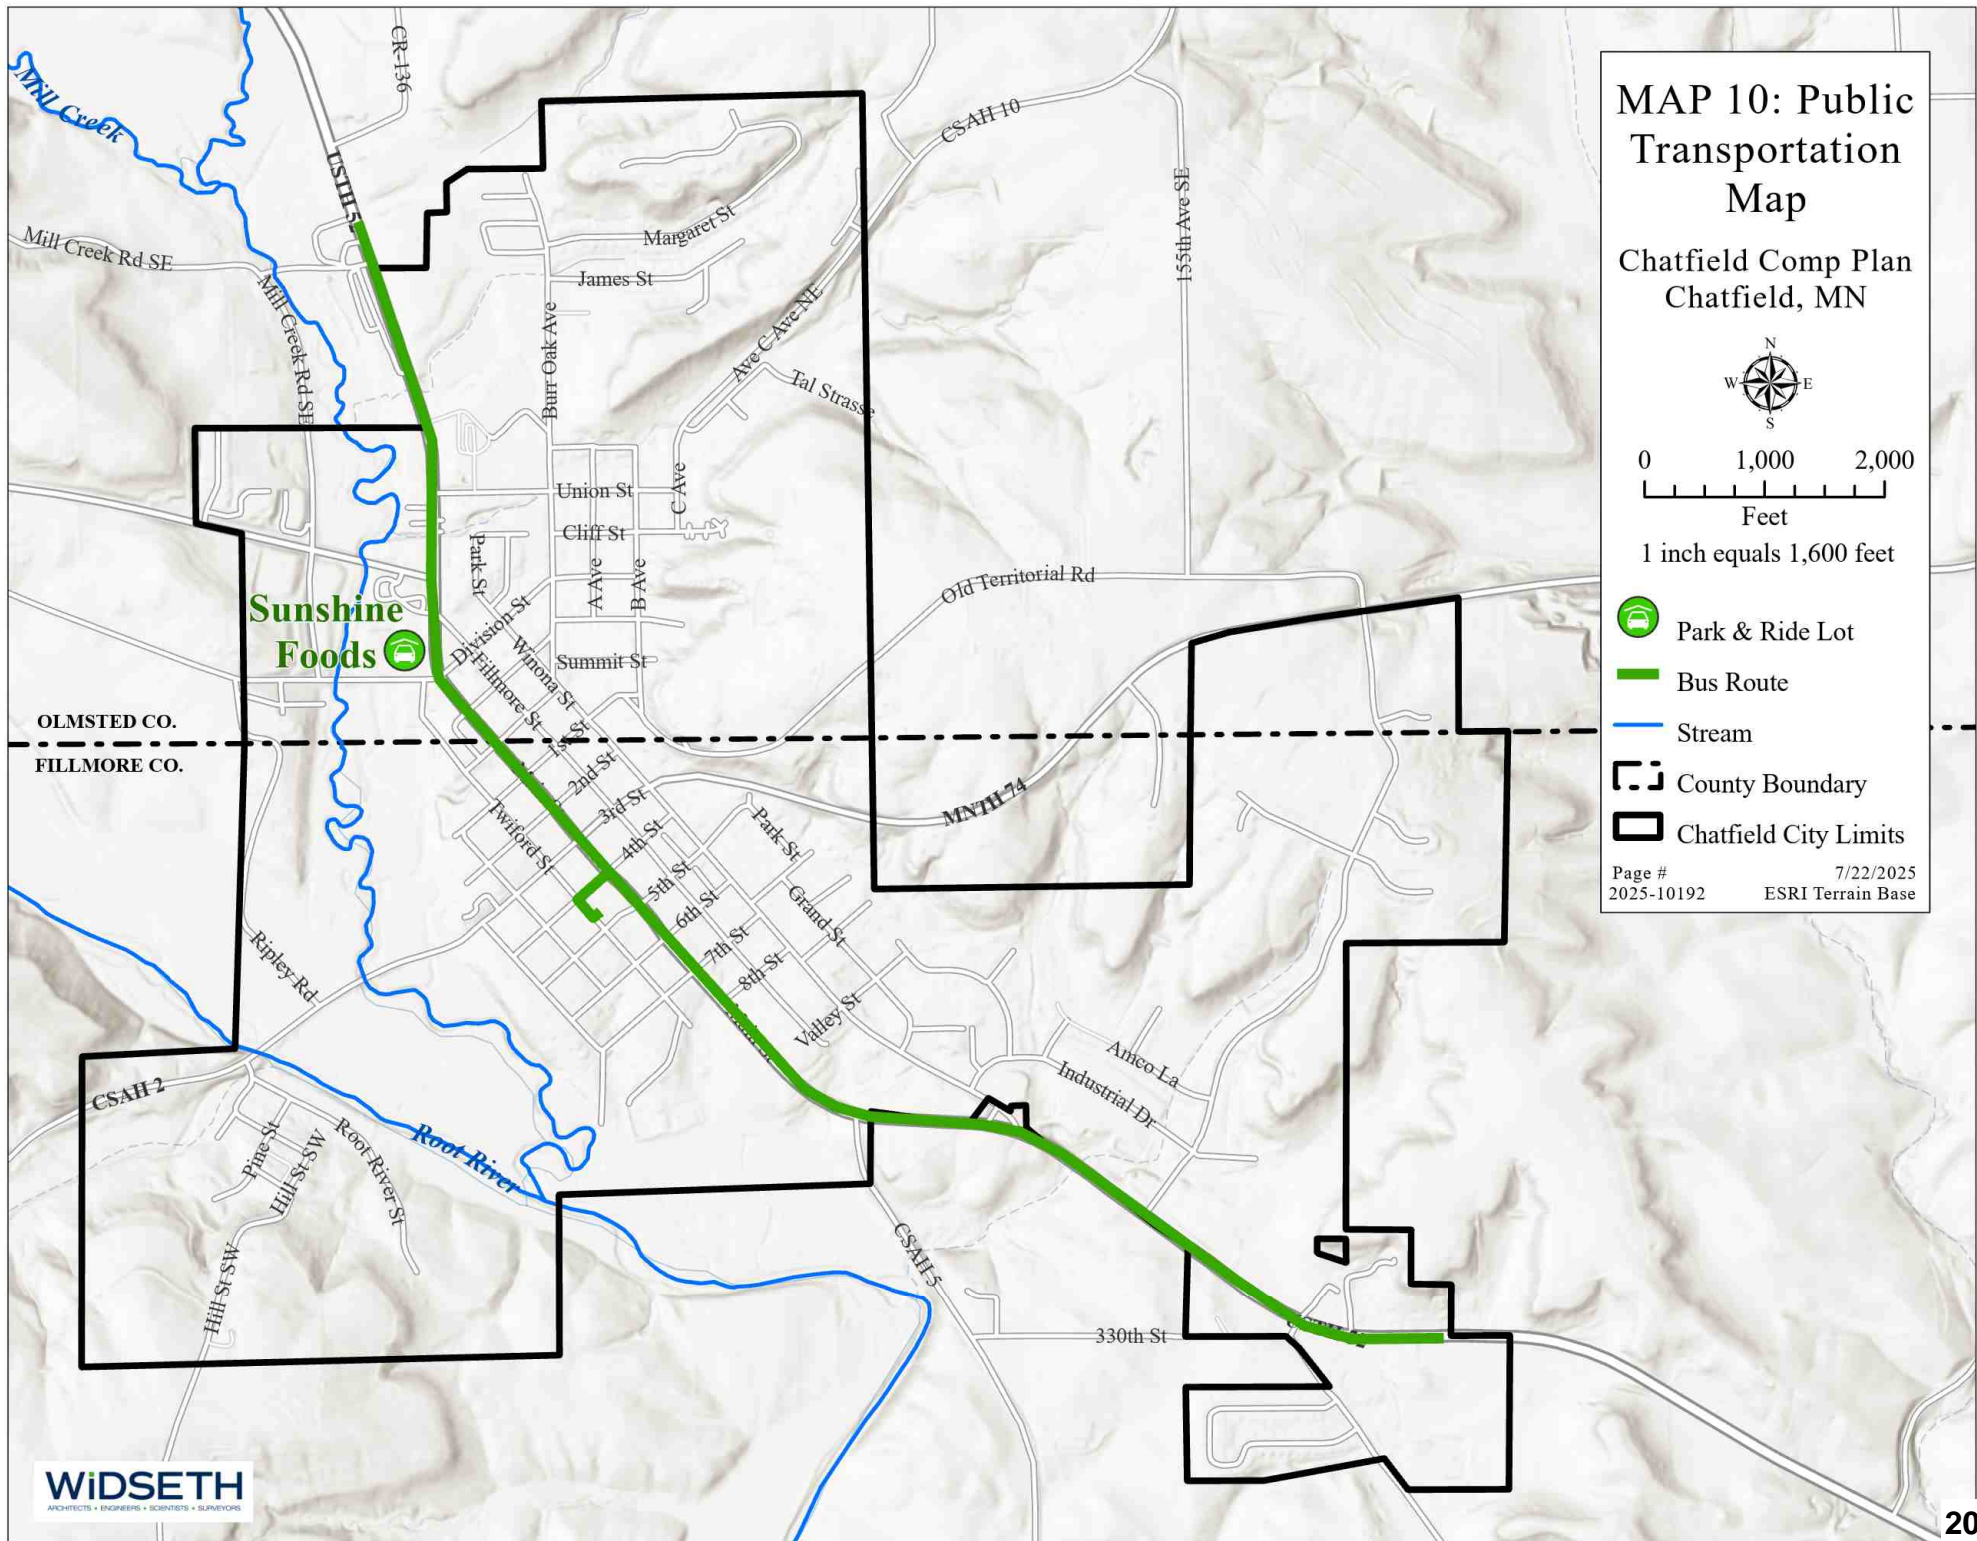 MAP 10: Public
Transportation
Map
Chatfield Comp Plan
Chatfield, MN
N
W
E
S
0
1,000
2,000
Feet
1 inch equals 1,600 feet
Park & Ride Lot
Bus Route
Stream
County Boundary
Chatfield City Limits
Page #
7/22/2025
2025-10192
ESRI Terrain Base
Mill Creek
CR-136
USTH 5
CSAH 10
155th Ave SE
Mill Creek Rd SE
Margaret St
James St
Mill Creek Rd SE
Burr Oak Ave
Ave C Ave NE
Tal Strasse
Union St
C Ave
Cliff St
Park St
A Ave
B Ave
Old Territorial Rd
Sunshine
Foods
Division St
Winona St
Fillmore St
Summit St
OLMSTED CO.
FILLMORE CO.
1st St
2nd St
3rd St
4th St
5th St
6th St
7th St
8th St
Twiford St
Park St
Grand St
MNTH 74
Ripley Rd
Valley St
Amco La
Industrial Dr
CSAH 2
Root River
Pine St
Hill St SW
Root River St
Hill St SW
CSAH 5
330th St
WiDSETH
ARCHITECTS • ENGINEERS • SCIENTISTS • SURVEYORS
20